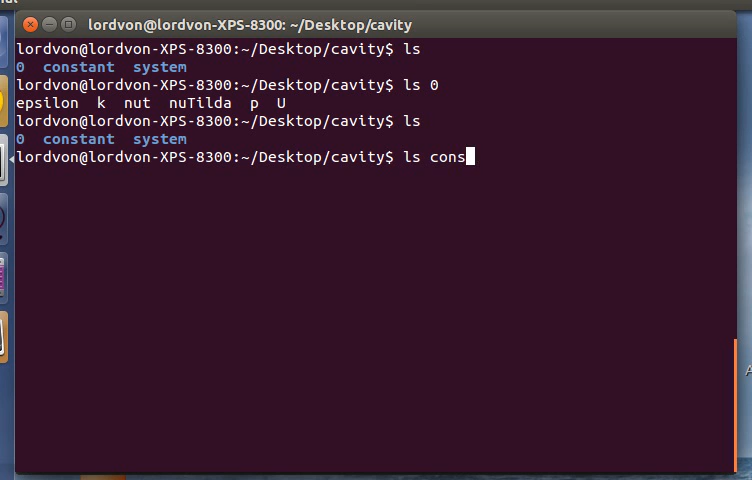 lordvon@lordvon-XPS-8300: ~/Desktop/cavity
lordvon@lordvon-XPS-8300:~/Desktop/cavity$ ls
0  constant  system
lordvon@lordvon-XPS-8300:~/Desktop/cavity$ ls 0
epsilon  k  nut  nuTilda  p  U
lordvon@lordvon-XPS-8300:~/Desktop/cavity$ ls
0  constant  system
lordvon@lordvon-XPS-8300:~/Desktop/cavity$ ls cons